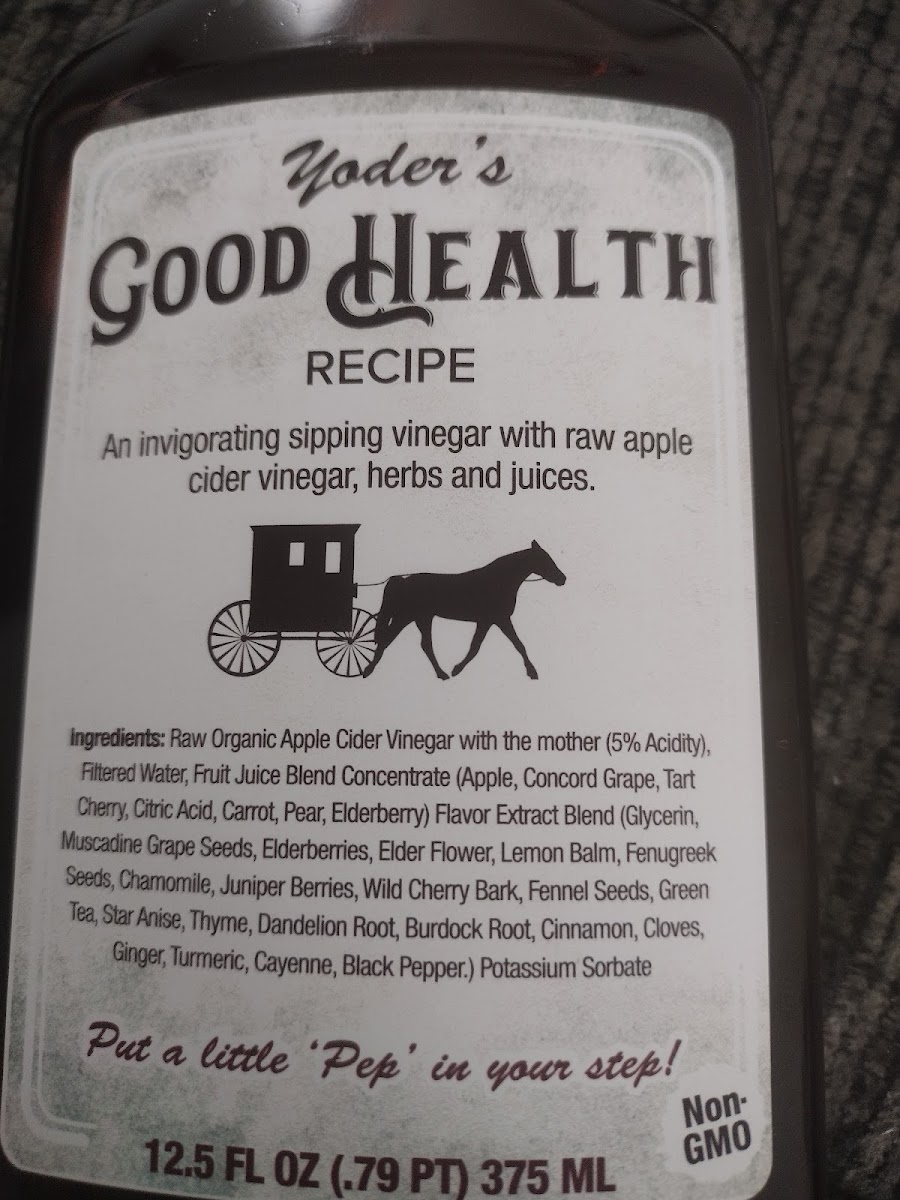 Yoder's
GOOD HEALTH
RECIPE
An invigorating sipping vinegar with raw apple
cider vinegar, herbs and juices.
Ingredients: Raw Organic Apple Cider Vinegar with the mother (5% Acidity),
Filtered Water, Fruit Juice Blend Concentrate (Apple, Concord Grape, Tart
Cherry, Citric Acid, Carrot, Pear, Elderberry) Flavor Extract Blend (Glycerin,
Muscadine Grape Seeds, Elderberries, Elder Flower, Lemon Balm, Fenugreek
Seeds, Chamomile, Juniper Berries, Wild Cherry Bark, Fennel Seeds, Green
Tea, Star Anise, Thyme, Dandelion Root, Burdock Root, Cinnamon, Cloves,
Ginger, Turmeric, Cayenne, Black Pepper.) Potassium Sorbate
Put a little 'Pep' in your step!
Non-
GMO
12.5 FL OZ (.79 PT) 375 ML